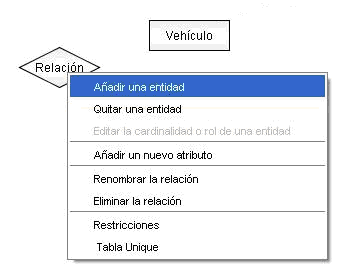 Vehículo
Relación
Añadir una entidad
Quitar una entidad
Editar la cardinalidad o rol de una entidad
Añadir un nuevo atributo
Renombrar la relación
Eliminar la relación
Restricciones
Tabla Unique